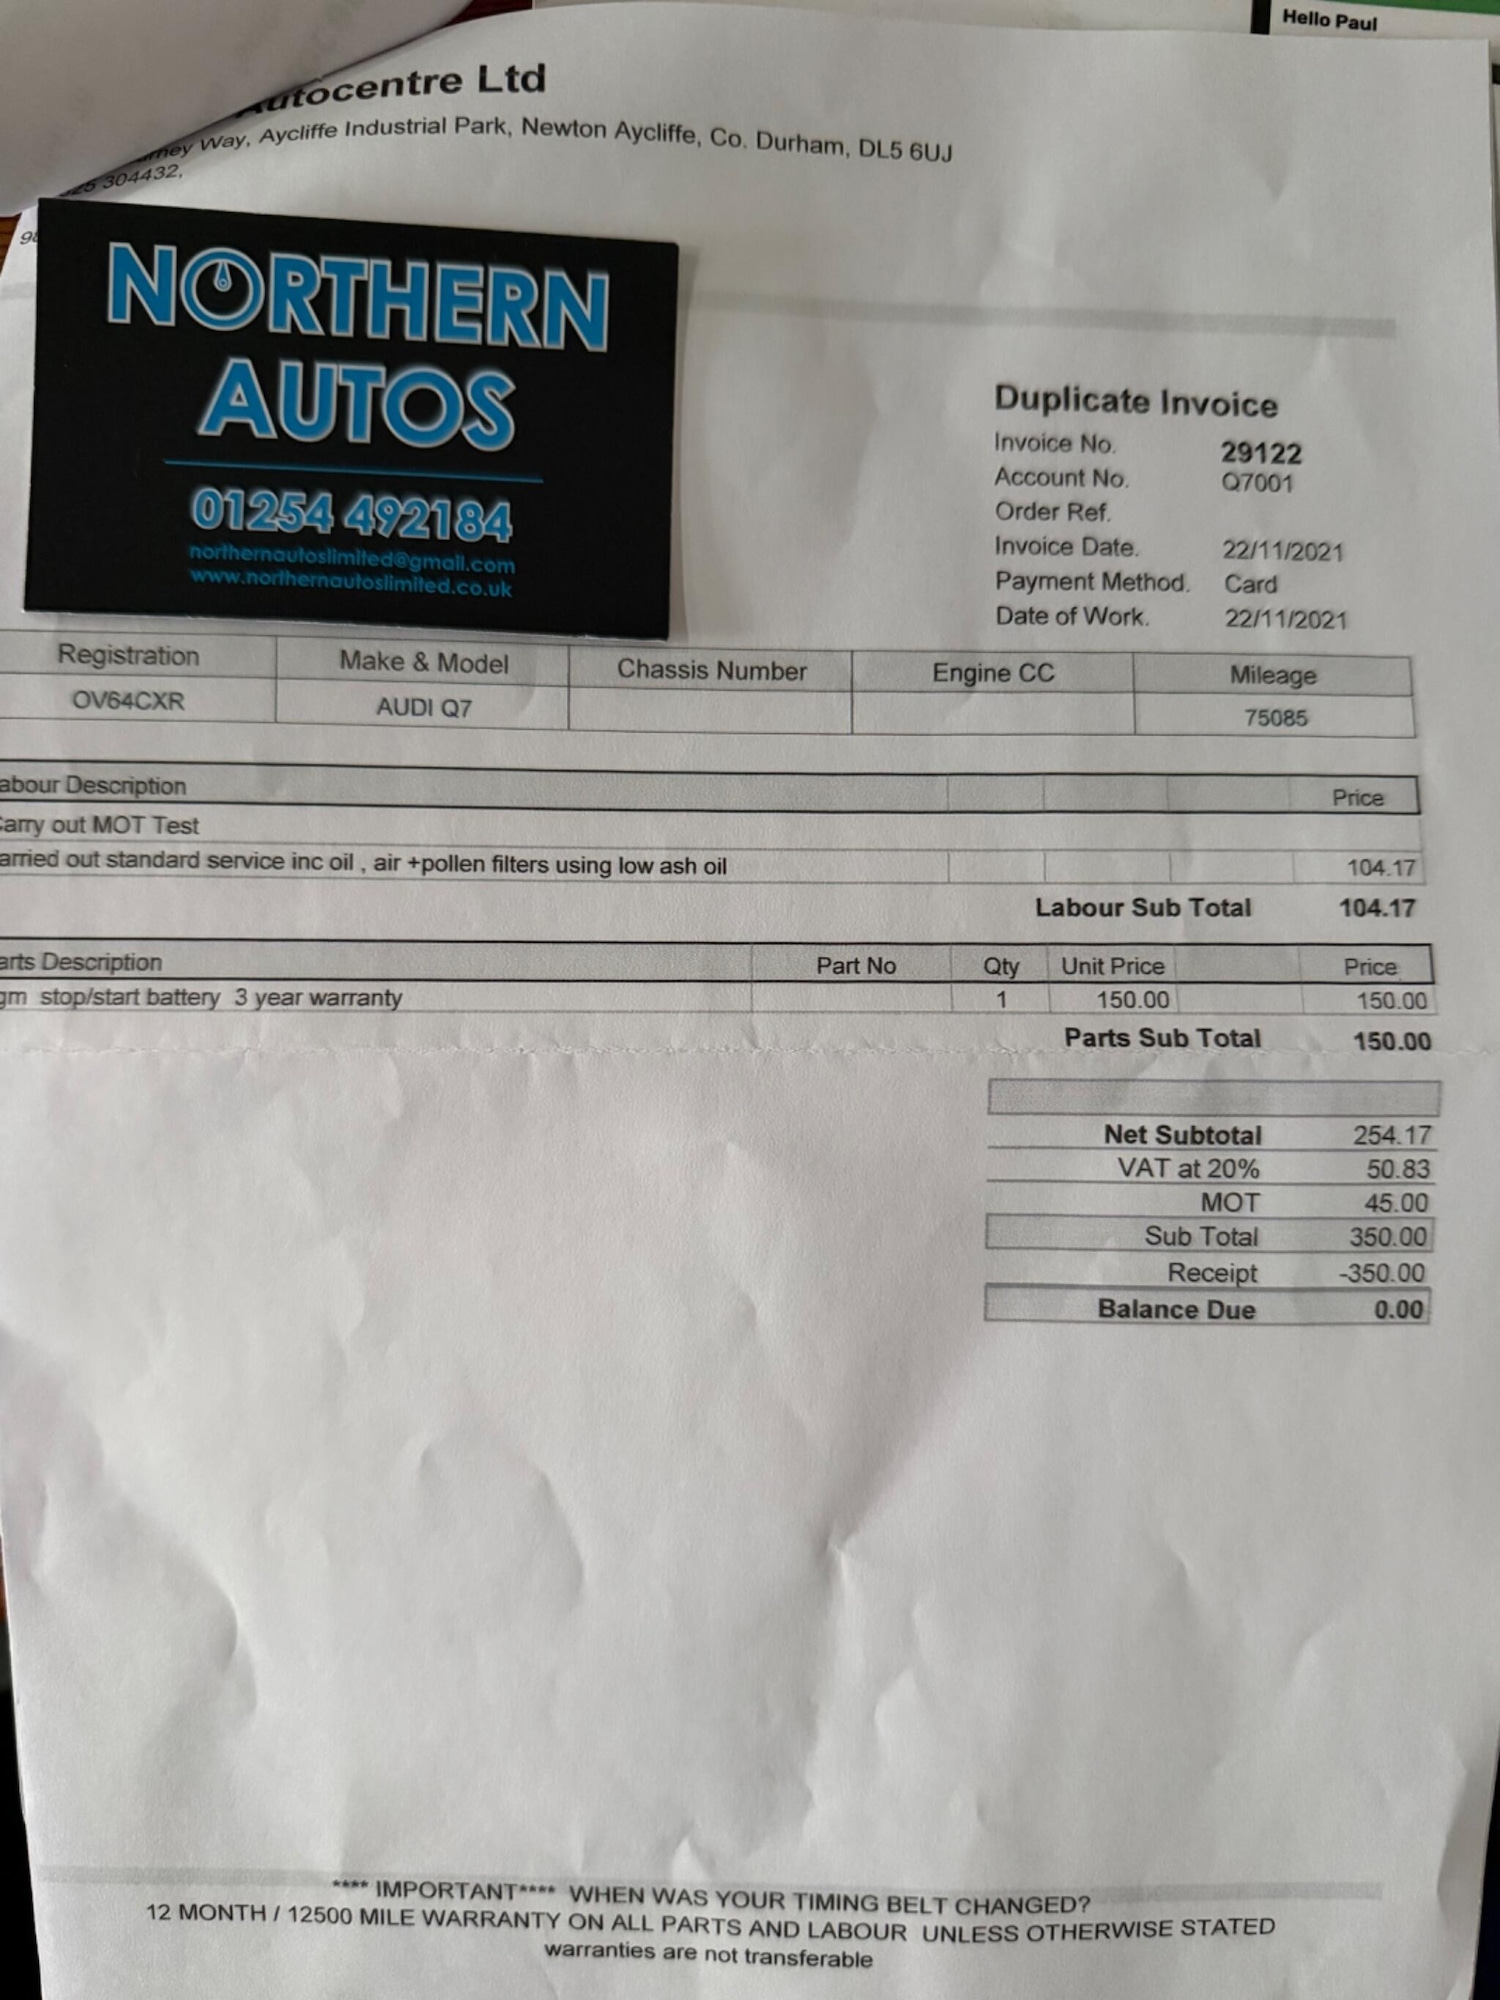 Hello Paul
Autocentre Ltd
Way, Aycliffe Industrial Park, Newton Aycliffe, Co. Durham, DL5 6UJ
304432,
NORTHERN
AUTOS
01254 492184
northernautoslimited@gmail.com
www.northernautoslimited.co.uk
Duplicate Invoice
Invoice No. 29122
Account No. Q7001
Order Ref.
Invoice Date. 22/11/2021
Payment Method. Card
Date of Work. 22/11/2021
Registration Make & Model Chassis Number Engine CC Mileage
OV64CXR AUDI Q7 75085
abour Description Price
arry out MOT Test
arried out standard service inc oil , air +pollen filters using low ash oil 104.17
Labour Sub Total 104.17
arts Description Part No Qty Unit Price Price
gm stop/start battery 3 year warranty 1 150.00 150.00
Parts Sub Total 150.00
Net Subtotal 254.17
VAT at 20% 50.83
MOT 45.00
Sub Total 350.00
Receipt -350.00
Balance Due 0.00
**** IMPORTANT**** WHEN WAS YOUR TIMING BELT CHANGED?
12 MONTH / 12500 MILE WARRANTY ON ALL PARTS AND LABOUR UNLESS OTHERWISE STATED
warranties are not transferable